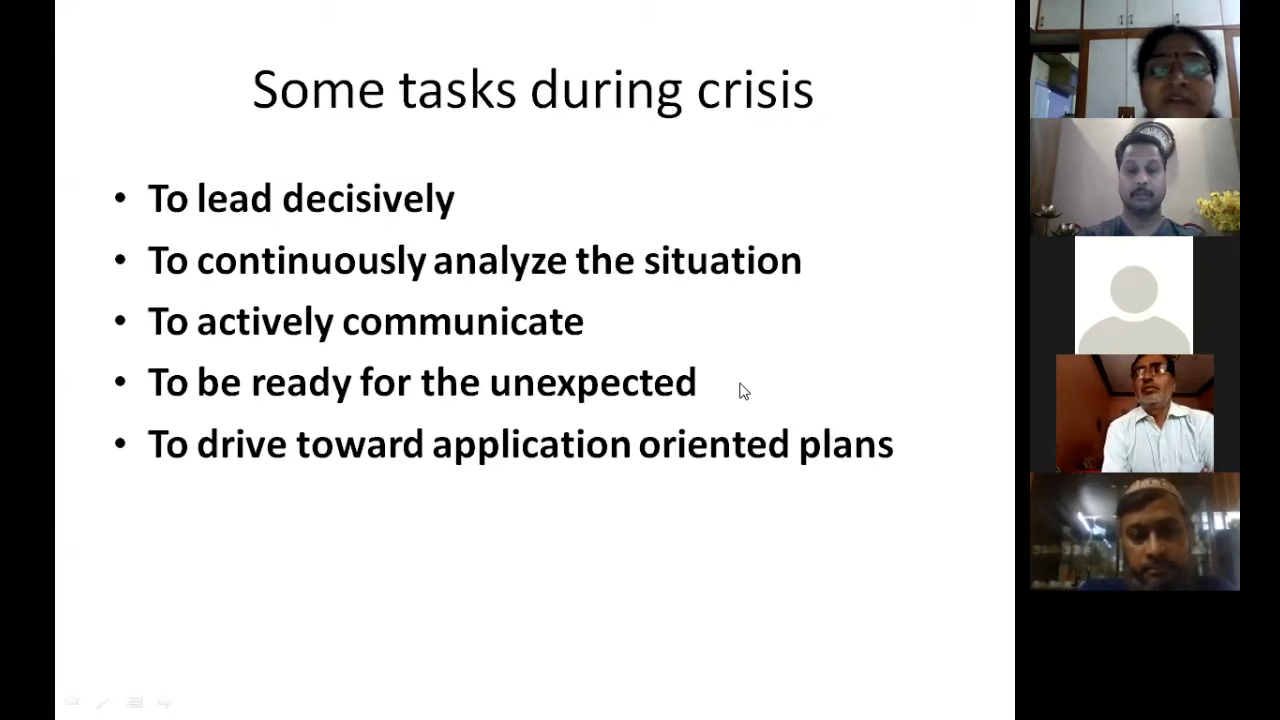 Some tasks during crisis
• To lead decisively
• To continuously analyze the situation
• To actively communicate
• To be ready for the unexpected
• To drive toward application oriented plans